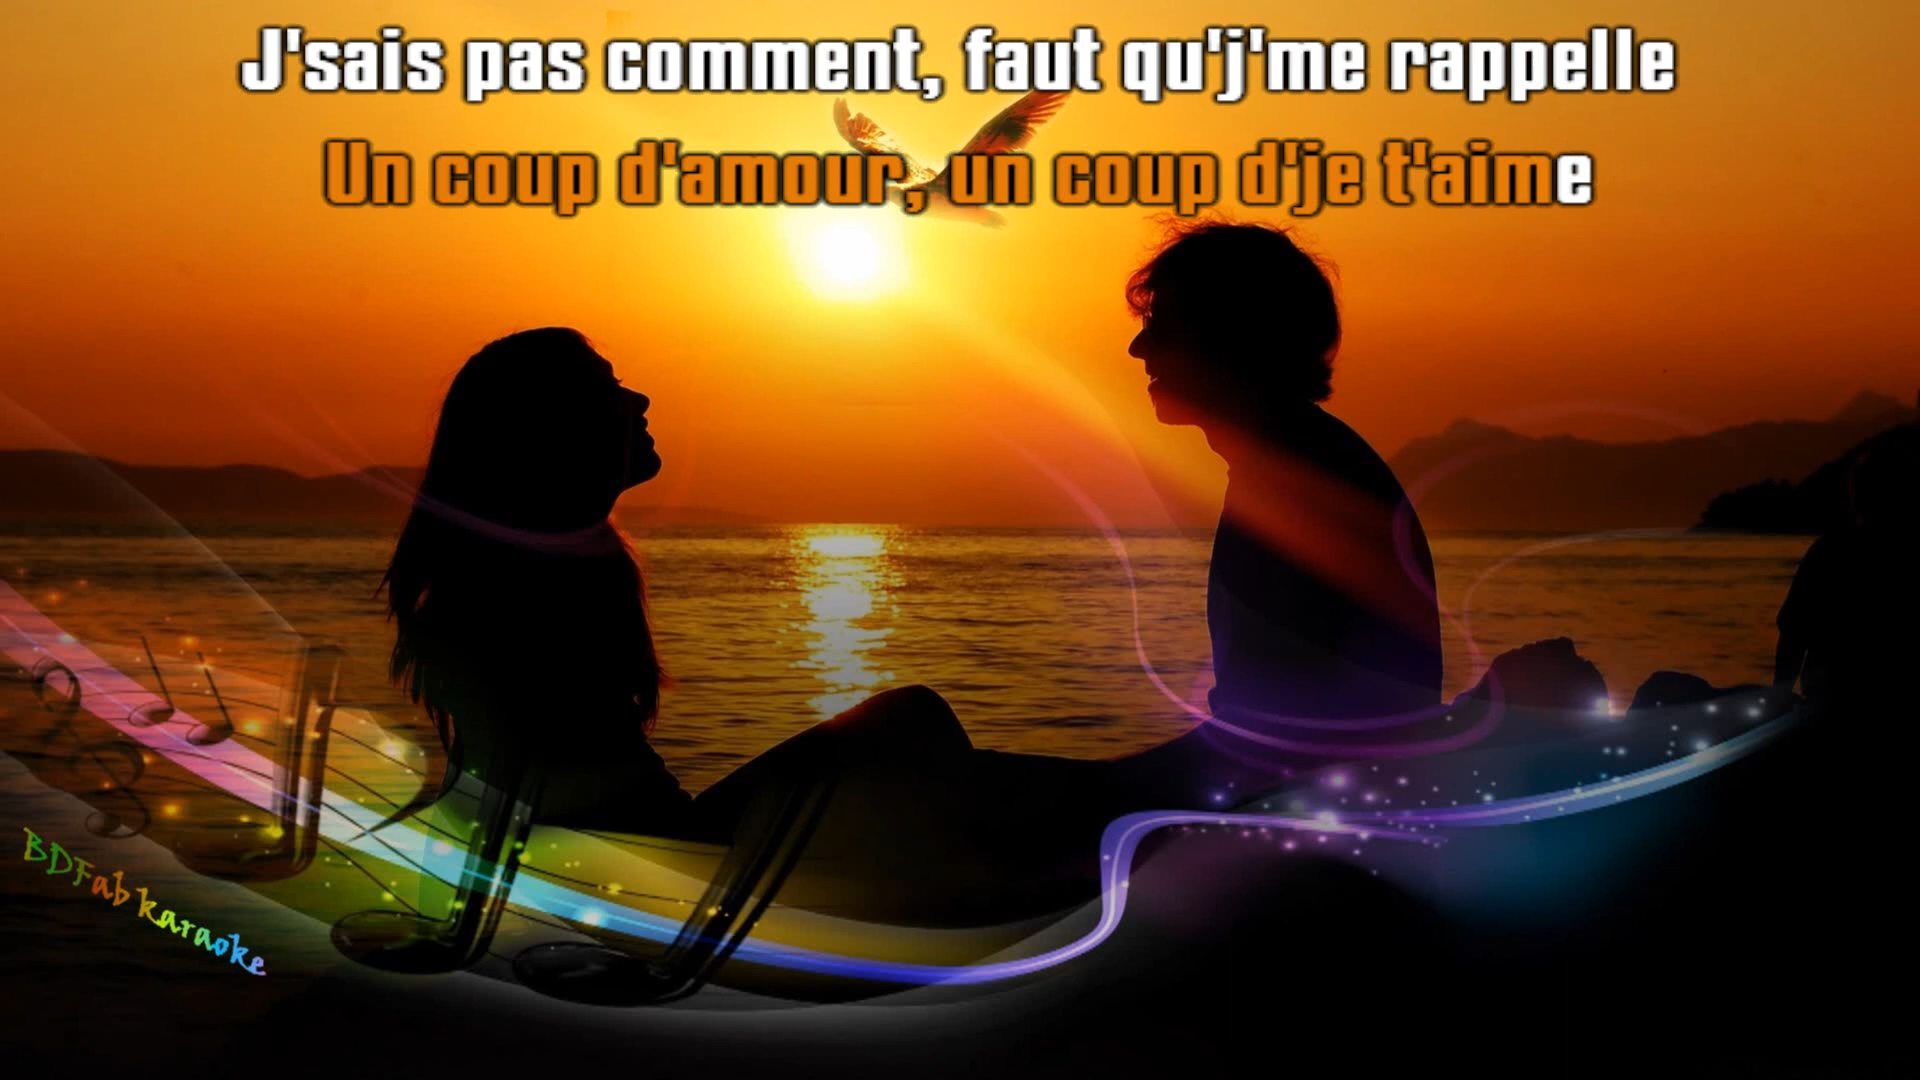 J'sais pas comment, faut qu'j'me rappelle
Un coup d'amour, un coup d'je t'aime
BDFab karaoke